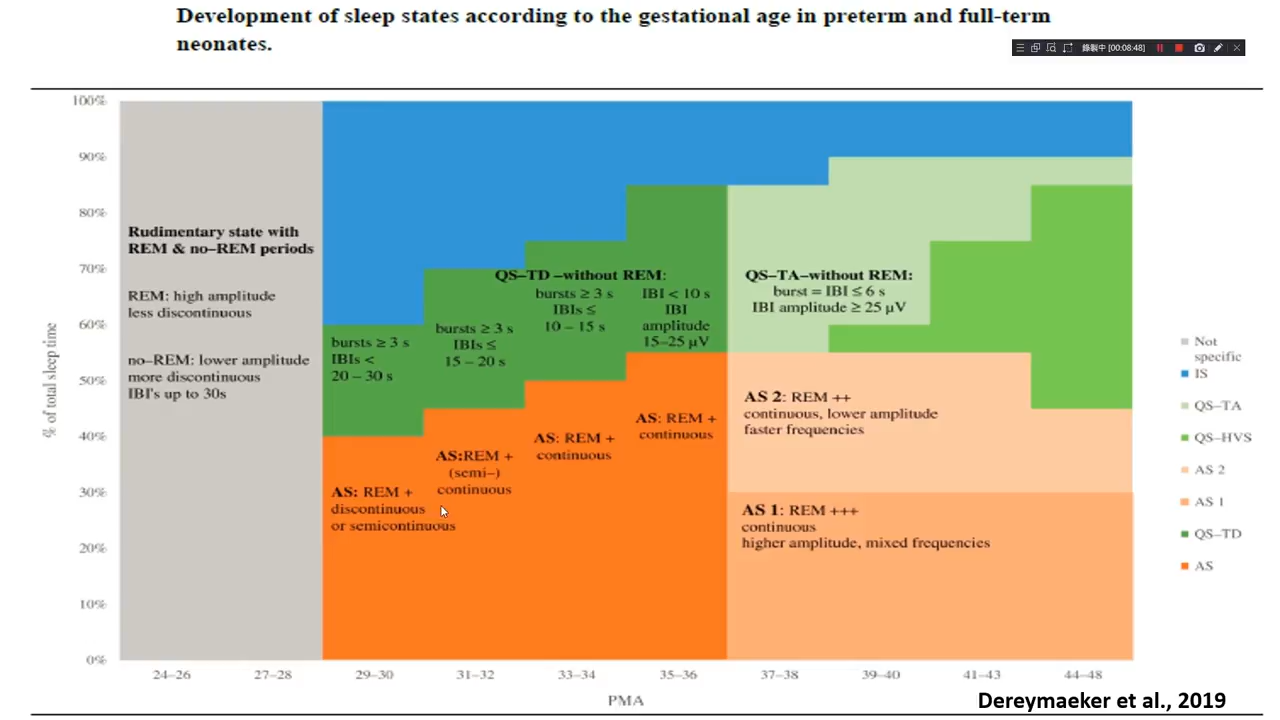 Development of sleep states according to the gestational age in preterm and full-term
neonates.
錄製中 [00:08:48]
100%
90%
80%
70%
60%
50%
40%
30%
20%
10%
0%
% of total sleep time
Rudimentary state with
REM & no–REM periods
REM: high amplitude
less discontinuous
no–REM: lower amplitude
more discontinuous
IBI's up to 30s
QS–TD –without REM:
bursts ≥ 3 s
IBIs <
20 – 30 s
bursts ≥ 3 s
IBIs ≤
15 – 20 s
bursts ≥ 3 s
IBIs ≤
10 – 15 s
IBI < 10 s
IBI
amplitude
15–25 µV
QS–TA–without REM:
burst = IBI ≤ 6 s
IBI amplitude ≥ 25 µV
AS: REM +
discontinuous
or semicontinuous
AS:REM +
(semi–)
continuous
AS: REM +
continuous
AS: REM +
continuous
AS 2: REM ++
continuous, lower amplitude
faster frequencies
AS 1: REM +++
continuous
higher amplitude, mixed frequencies
Not
specific
IS
QS–TA
QS–HVS
AS 2
AS 1
QS–TD
AS
24–26
27–28
29–30
31–32
33–34
35–36
37–38
39–40
41–43
44–48
PMA
Dereymaeker et al., 2019